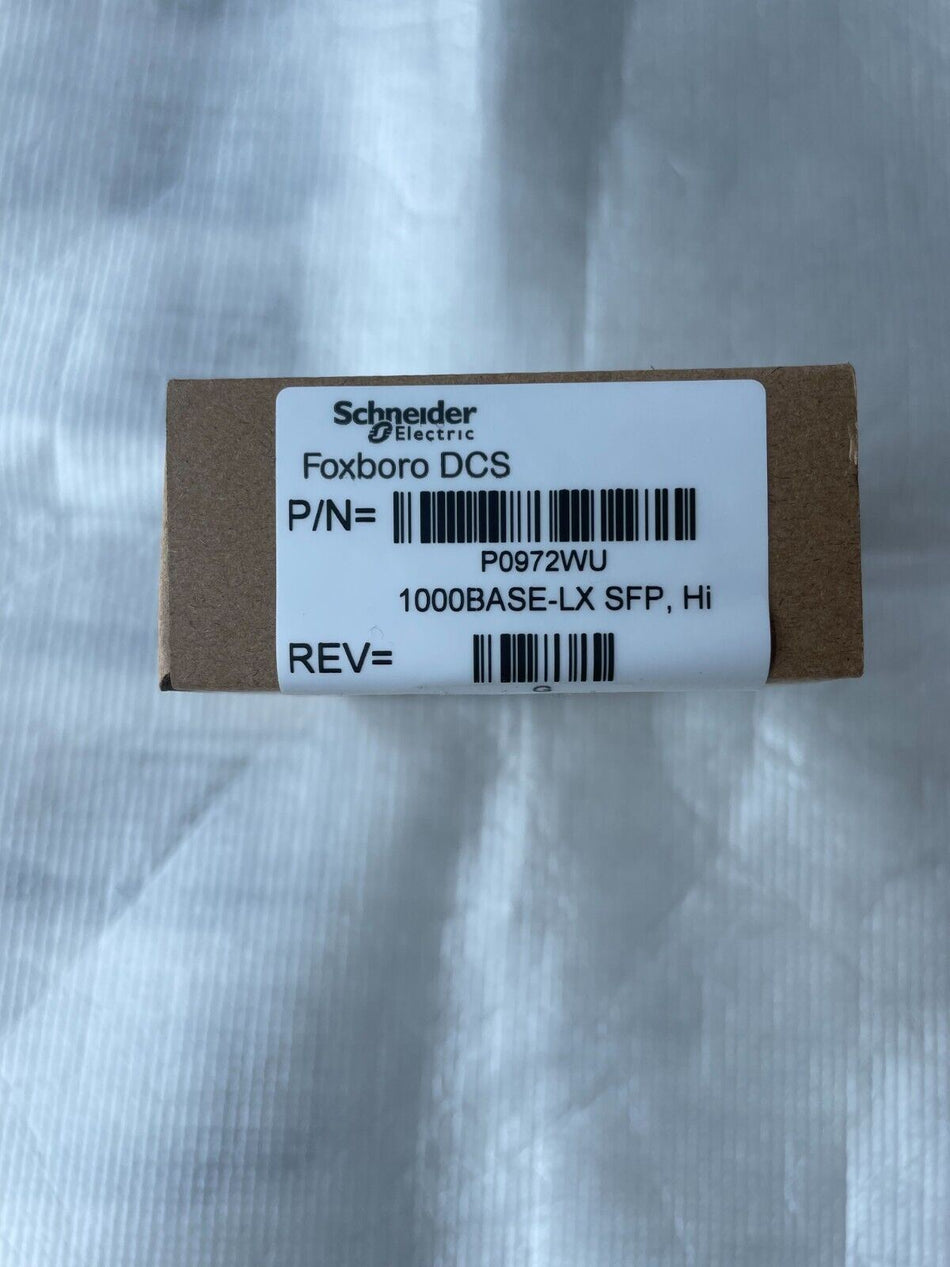 Schneider
Electric
Foxboro DCS
P/N=
P0972WU
1000BASE-LX SFP, Hi
REV=